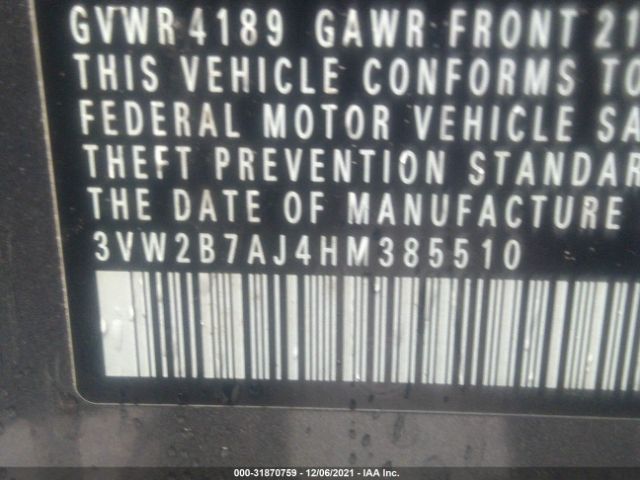 GVWR 4189 GAWR FRONT 21
THIS VEHICLE CONFORMS TO
FEDERAL MOTOR VEHICLE SA
THEFT PREVENTION STANDAR
THE DATE OF MANUFACTURE
3VW2B7AJ4HM385510
000-31870759 - 12/06/2021 - IAA Inc.